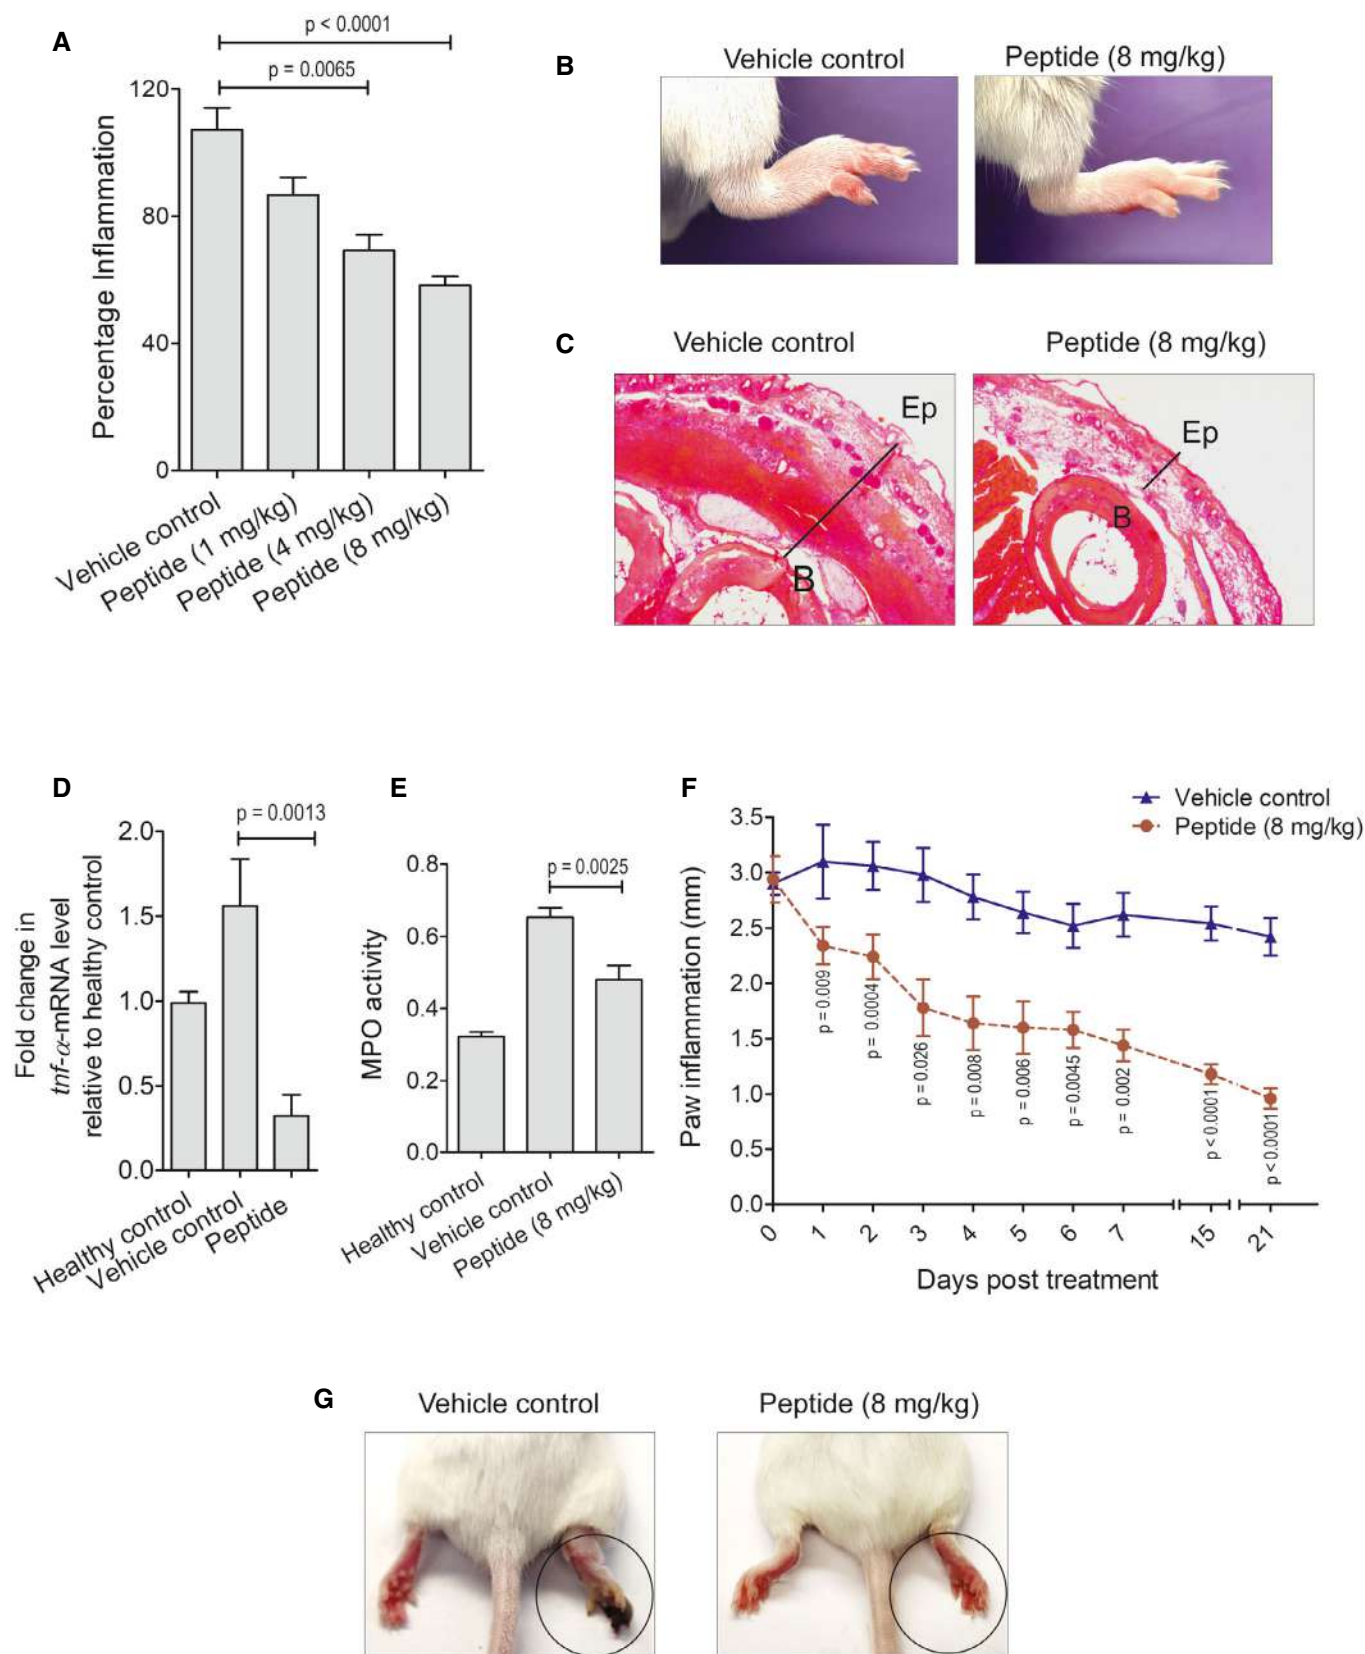 A
p < 0.0001
p = 0.0065
Percentage Inflammation
120
80
40
0
Vehicle control
Peptide (1 mg/kg)
Peptide (4 mg/kg)
Peptide (8 mg/kg)
B
Vehicle control
Peptide (8 mg/kg)
C
Vehicle control
Peptide (8 mg/kg)
Ep
B
Ep
B
D
p = 0.0013
Fold change in
tnf-α-mRNA level
relative to healthy control
2.0
1.5
1.0
0.5
0.0
Healthy control
Vehicle control
Peptide
E
p = 0.0025
MPO activity
0.8
0.6
0.4
0.2
0.0
Healthy control
Vehicle control
Peptide (8 mg/kg)
F
Vehicle control
Peptide (8 mg/kg)
Paw inflammation (mm)
3.5
3.0
2.5
2.0
1.5
1.0
0.5
0.0
p = 0.009
p = 0.0004
p = 0.026
p = 0.008
p = 0.006
p = 0.0045
p = 0.002
p < 0.0001
p < 0.0001
0 1 2 3 4 5 6 7 15 21
Days post treatment
G
Vehicle control
Peptide (8 mg/kg)